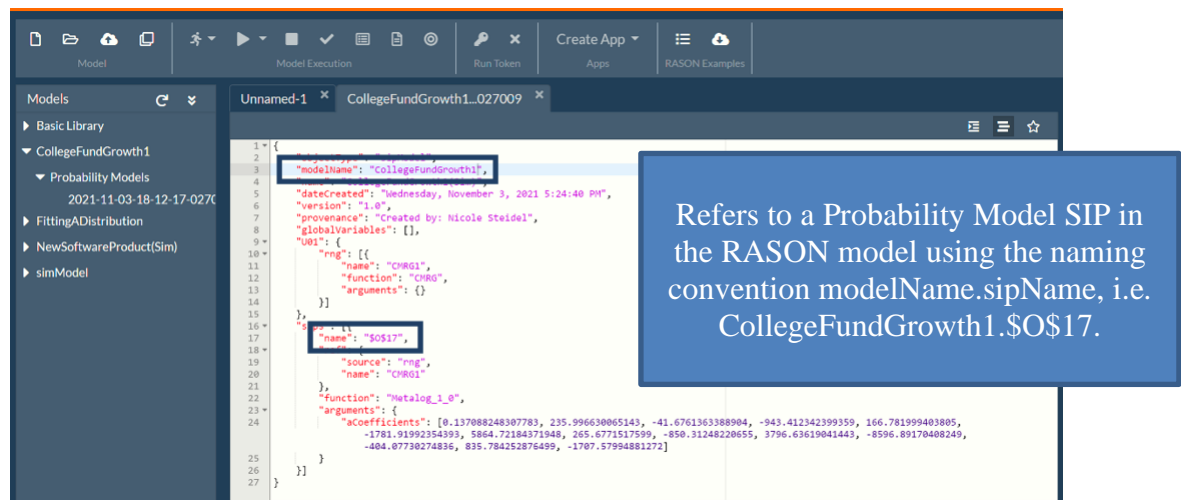 Create App
Model
Model Execution
Run Token
Apps
RASON Examples
Models
Unnamed-1 ×
CollegeFundGrowth1...027009 ×
Basic Library
CollegeFundGrowth1
Probability Models
2021-11-03-18-12-17-0270
FittingADistribution
NewSoftwareProduct(Sim)
simModel
1 {
2
3 "modelName": "CollegeFundGrowth1",
4
5 "dateCreated": "Wednesday, November 3, 2021 5:24:40 PM",
6 "version": "1.0",
7 "provenance": "Created by: Nicole Steidel",
8 "globalVariables": [],
9 "U01": {
10 "rng": [{
11 "name": "CMRG1",
12 "function": "CMRG",
13 "arguments": {}
14 }]
15 },
16
17 "name": "$O$17",
18
19 "source": "rng",
20 "name": "CMRG1"
21 },
22 "function": "Metalog_1_0",
23 "arguments": {
24 "aCoefficients": [0.137088248307783, 235.996630065143, -41.6761363388904, -943.412342399359, 166.781999403805,
-1781.91992354393, 5864.72184371948, 265.6771517599, -850.31248220655, 3796.63619041443, -8596.89170408249,
-404.07730274836, 835.784252876499, -1707.57994881272]
25 }
26 }]
27 }
Refers to a Probability Model SIP in
the RASON model using the naming
convention modelName.sipName, i.e.
CollegeFundGrowth1.$O$17.